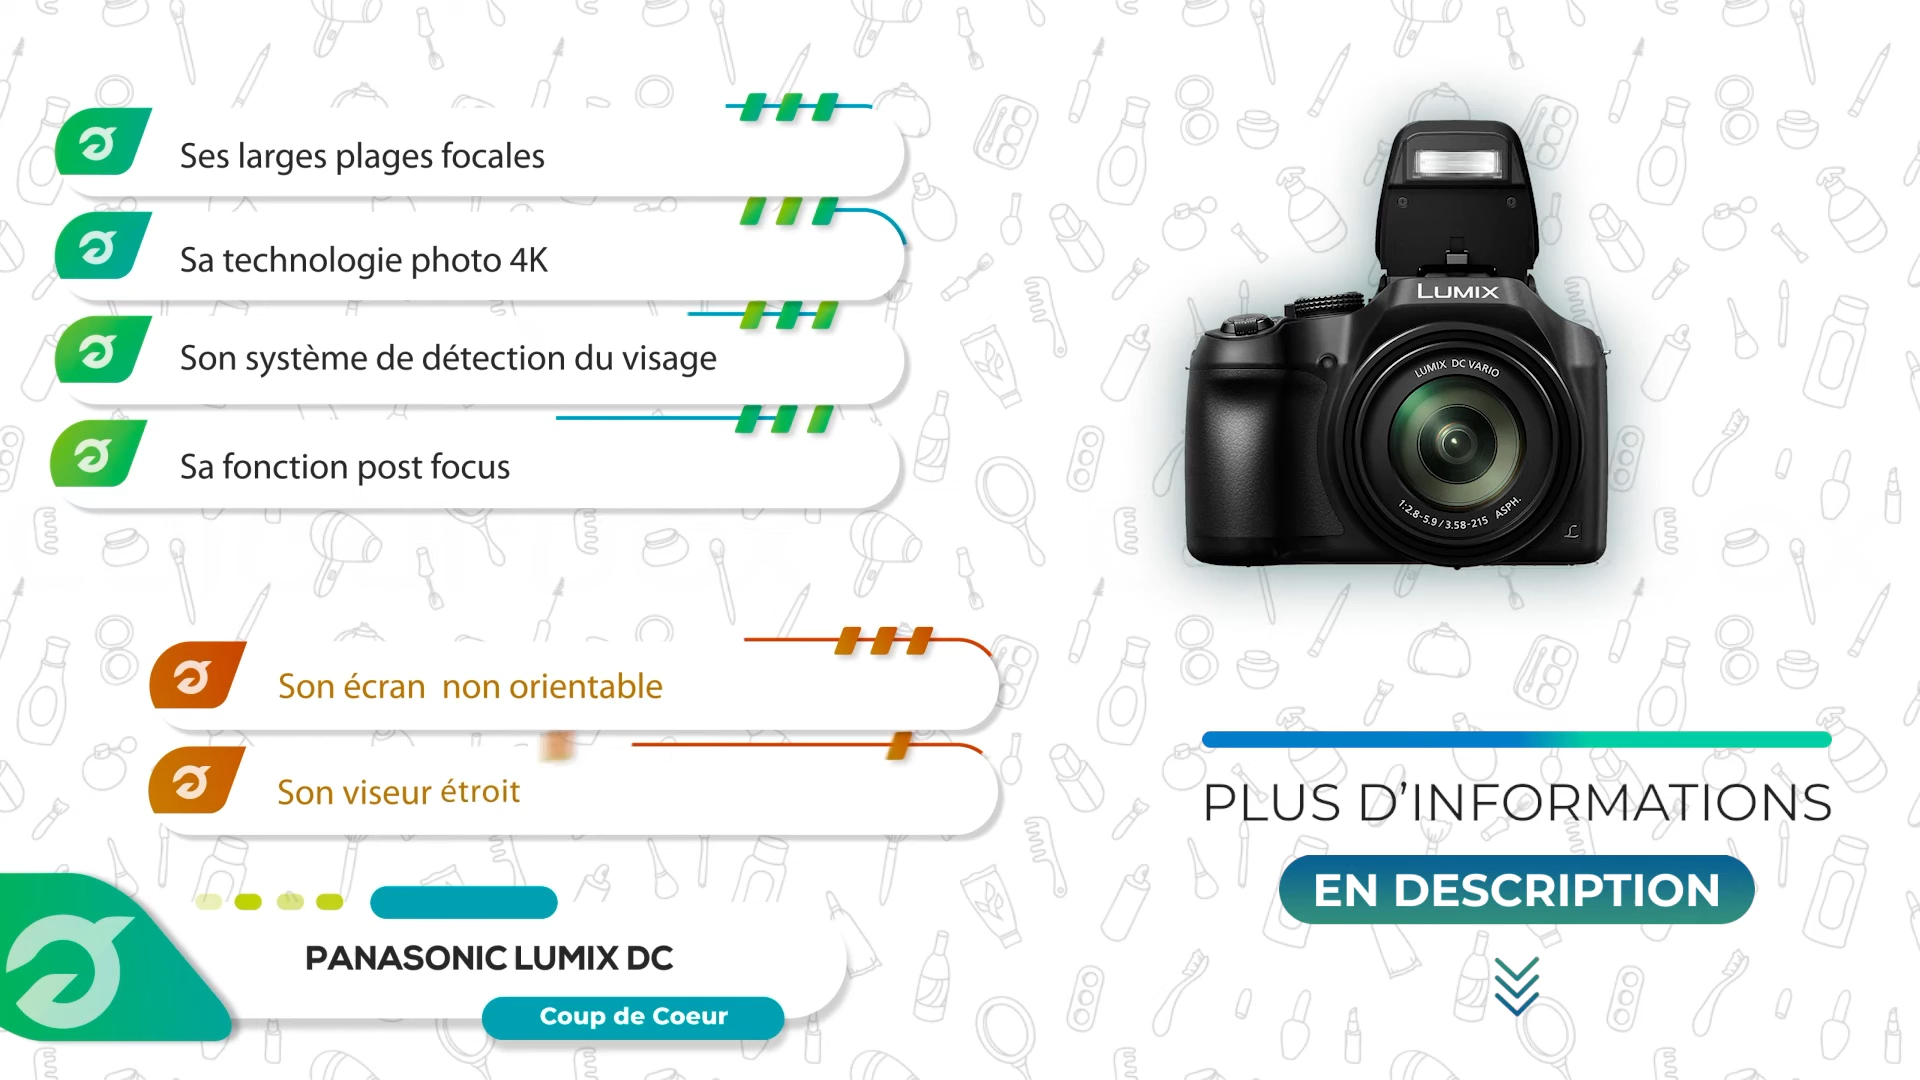 Ses larges plages focales
Sa technologie photo 4K
Son système de détection du visage
Sa fonction post focus
Son écran non orientable
Son viseur étroit
PANASONIC LUMIX DC
Coup de Coeur
LUMIX
LUMIX DC VARIO
1:2.8-5.9/3.58-215 ASPH.
L
PLUS D’INFORMATIONS
EN DESCRIPTION